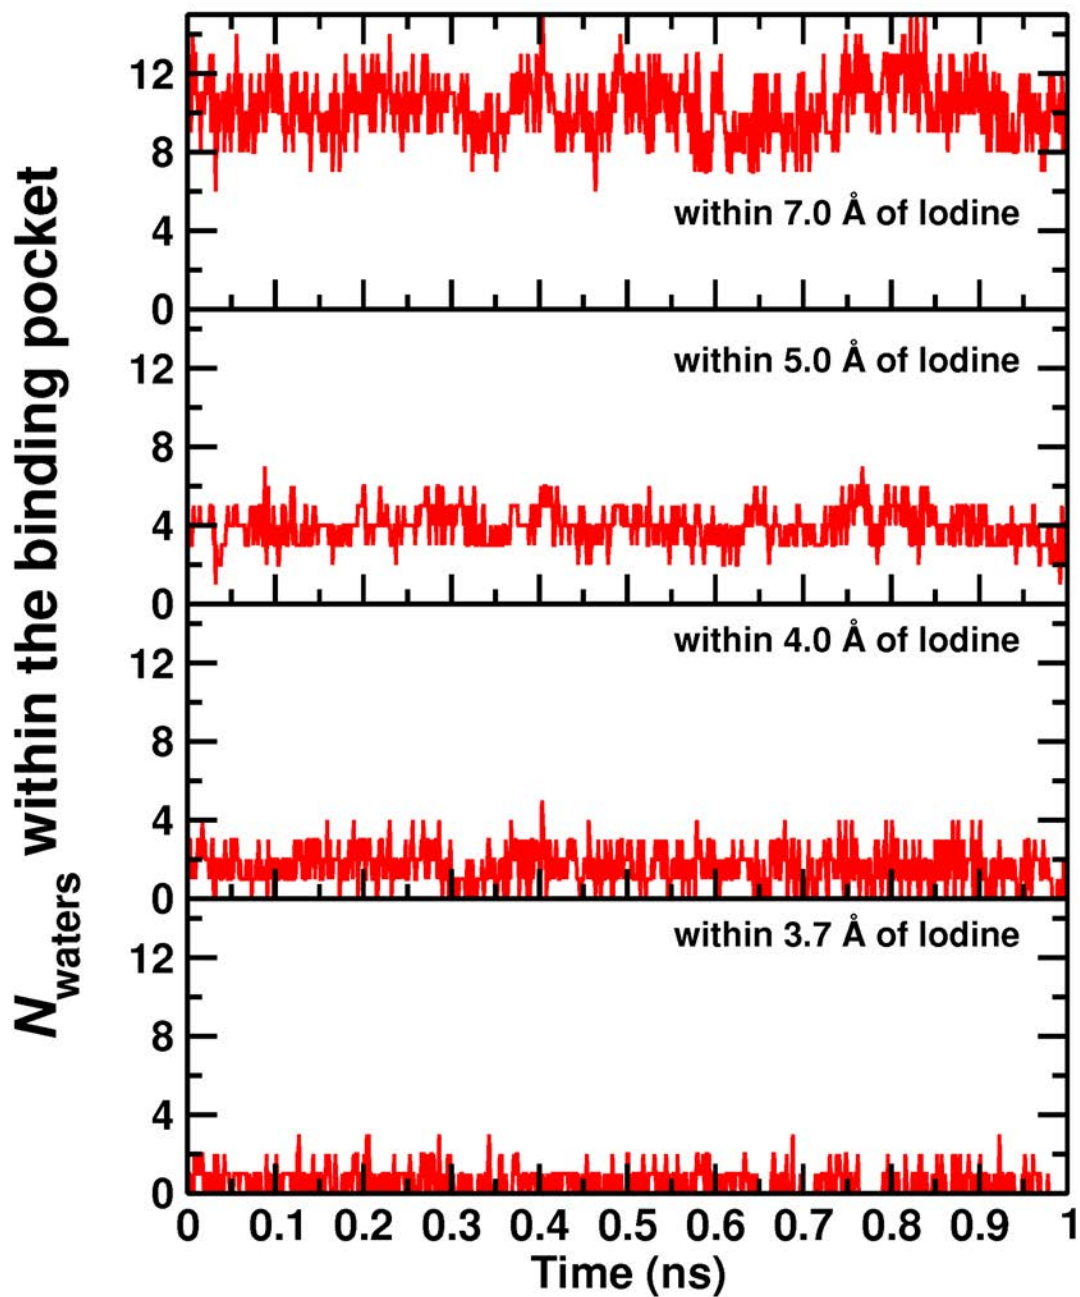 N_waters within the binding pocket
12
8
4
0
within 7.0 Å of Iodine
12
8
4
0
within 5.0 Å of Iodine
12
8
4
0
within 4.0 Å of Iodine
12
8
4
0
within 3.7 Å of Iodine
0 0.1 0.2 0.3 0.4 0.5 0.6 0.7 0.8 0.9 1
Time (ns)